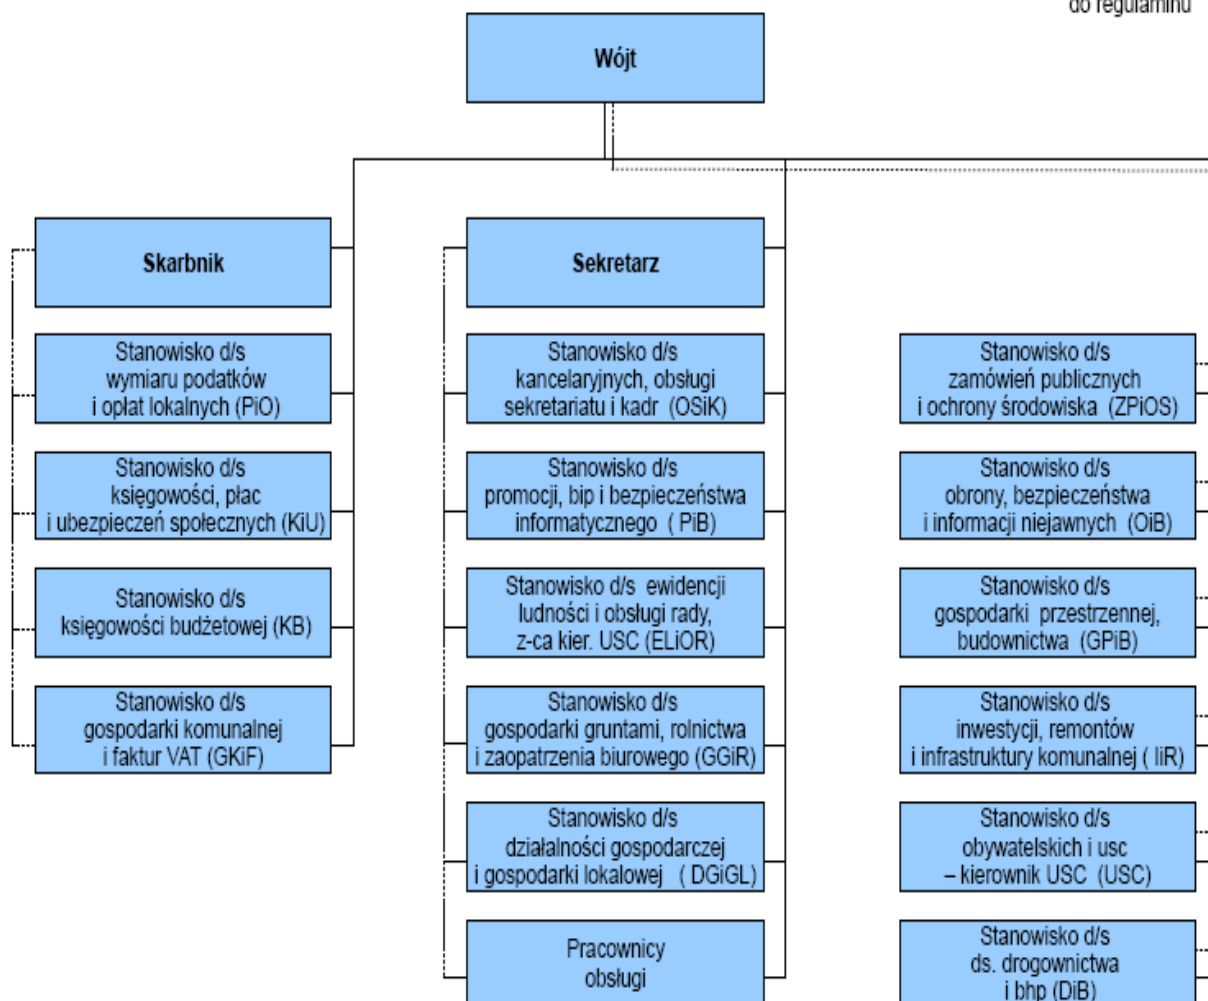 do regulaminu
Wójt
Skarbnik
Stanowisko d/s
wymiaru podatków
i opłat lokalnych (PiO)
Stanowisko d/s
księgowości, płac
i ubezpieczeń społecznych (KiU)
Stanowisko d/s
księgowości budżetowej (KB)
Stanowisko d/s
gospodarki komunalnej
i faktur VAT (GKiF)
Sekretarz
Stanowisko d/s
kancelaryjnych, obsługi
sekretariatu i kadr (OSiK)
Stanowisko d/s
promocji, bip i bezpieczeństwa
informatycznego ( PiB)
Stanowisko d/s ewidencji
ludności i obsługi rady,
z-ca kier. USC (ELiOR)
Stanowisko d/s
gospodarki gruntami, rolnictwa
i zaopatrzenia biurowego (GGiR)
Stanowisko d/s
działalności gospodarczej
i gospodarki lokalowej ( DGiGL)
Pracownicy
obsługi
Stanowisko d/s
zamówień publicznych
i ochrony środowiska (ZPiOS)
Stanowisko d/s
obrony, bezpieczeństwa
i informacji niejawnych (OiB)
Stanowisko d/s
gospodarki przestrzennej,
budownictwa (GPiB)
Stanowisko d/s
inwestycji, remontów
i infrastruktury komunalnej ( IiR)
Stanowisko d/s
obywatelskich i usc
– kierownik USC (USC)
Stanowisko d/s
ds. drogownictwa
i bhp (DiB)